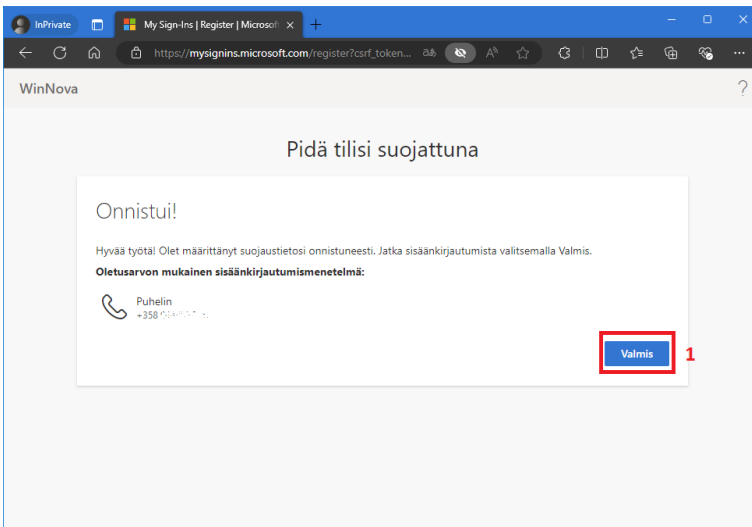 InPrivate
My Sign-Ins | Register | Microsof
https://mysignins.microsoft.com/register?csrf_token...
WinNova
?
Pidä tilisi suojattuna
Onnistui!
Hyvää työtä! Olet määrittänyt suojaustietosi onnistuneesti. Jatka sisäänkirjautumista valitsemalla Valmis.
Oletusarvon mukainen sisäänkirjautumismenetelmä:
Puhelin
+358
Valmis 1